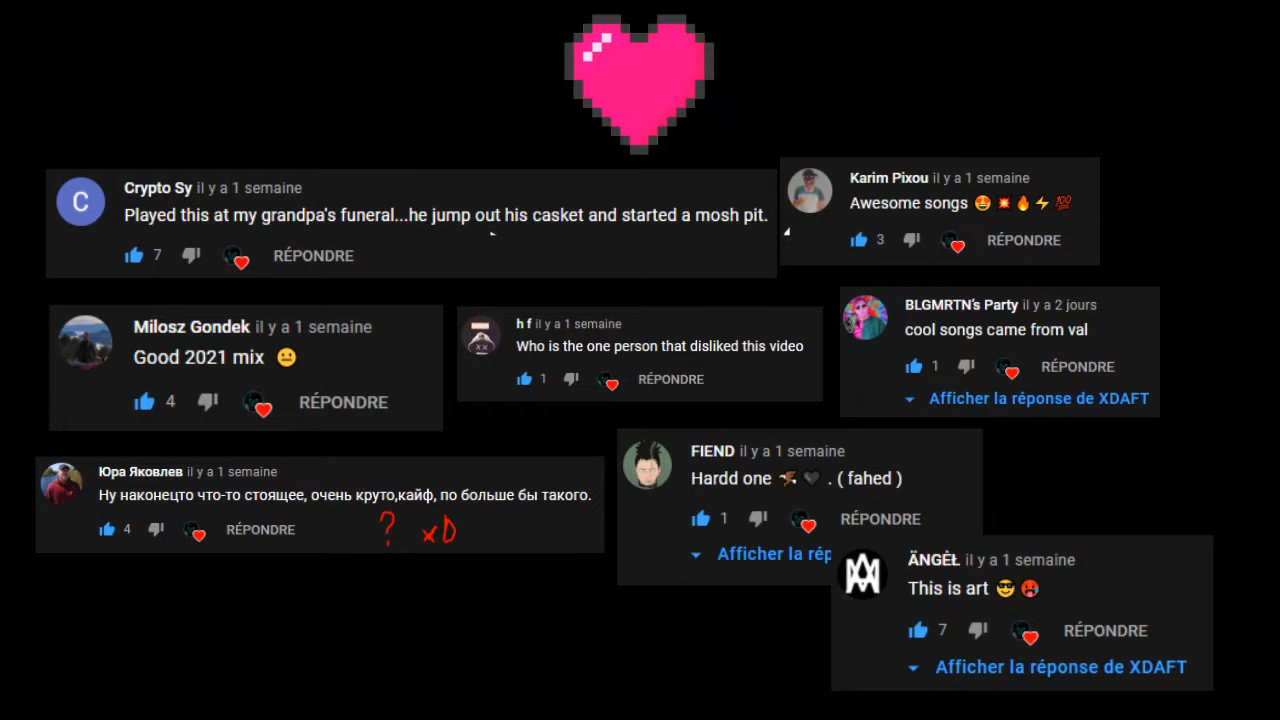 C
Crypto Sy il y a 1 semaine
Played this at my grandpa's funeral...he jump out his casket and started a mosh pit.
7 RÉPONDRE
Karim Pixou il y a 1 semaine
Awesome songs 🤩💥🔥⚡💯
3 RÉPONDRE
Milosz Gondek il y a 1 semaine
Good 2021 mix 😐
4 RÉPONDRE
h f il y a 1 semaine
Who is the one person that disliked this video
1 RÉPONDRE
BLGMRTN's Party il y a 2 jours
cool songs came from val
1 RÉPONDRE
Afficher la réponse de XDAFT
Юра Яковлев il y a 1 semaine
Ну наконецто что-то стоящее, очень круто,кайф, по больше бы такого.
4 RÉPONDRE
? xD
FIEND il y a 1 semaine
Hardd one 🦅🖤 . ( fahed )
1 RÉPONDRE
Afficher la rép
ÄNGĖŁ il y a 1 semaine
This is art 😎🥵
7 RÉPONDRE
Afficher la réponse de XDAFT